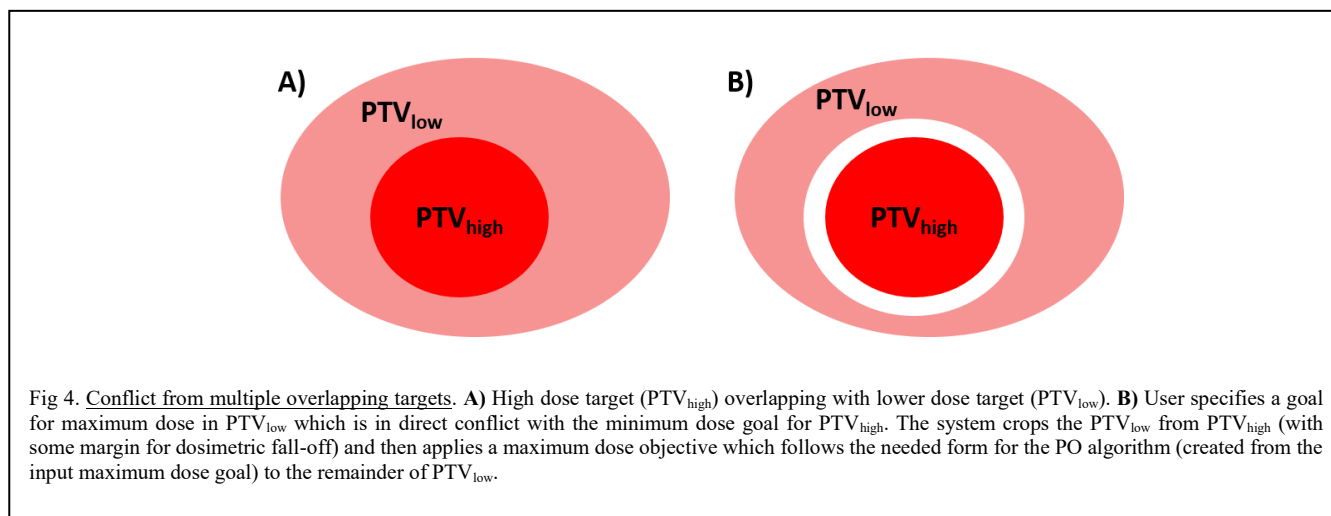 A)
PTVlow
PTVhigh
B)
PTVlow
PTVhigh
Fig 4. Conflict from multiple overlapping targets. A) High dose target (PTVhigh) overlapping with lower dose target (PTVlow). B) User specifies a goal
for maximum dose in PTVlow which is in direct conflict with the minimum dose goal for PTVhigh. The system crops the PTVlow from PTVhigh (with
some margin for dosimetric fall-off) and then applies a maximum dose objective which follows the needed form for the PO algorithm (created from the
input maximum dose goal) to the remainder of PTVlow.